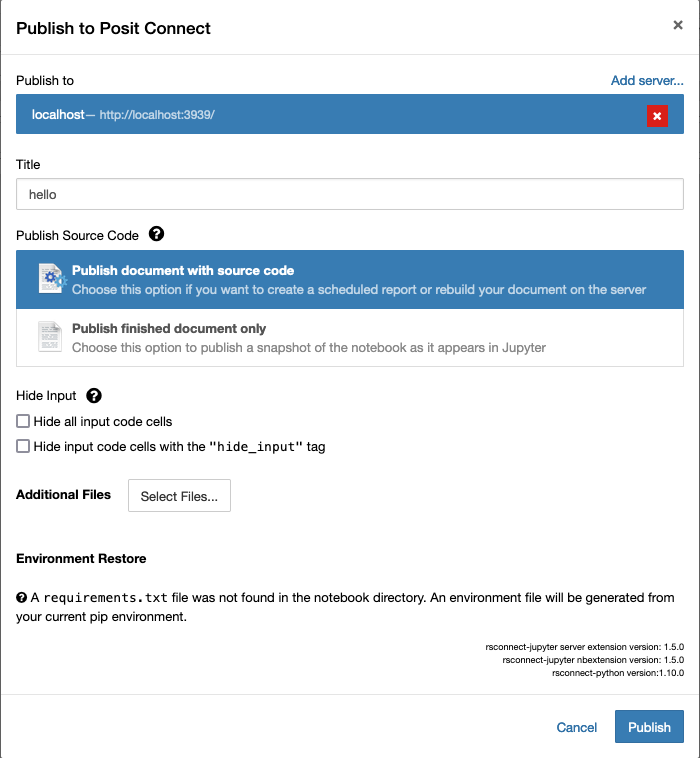 Publish to Posit Connect
×
Publish to
Add server...
localhost— http://localhost:3939/
Title
hello
Publish Source Code ?
Publish document with source code
Choose this option if you want to create a scheduled report or rebuild your document on the server
Publish finished document only
Choose this option to publish a snapshot of the notebook as it appears in Jupyter
Hide Input ?
Hide all input code cells
Hide input code cells with the "hide_input" tag
Additional Files
Select Files...
Environment Restore
? A requirements.txt file was not found in the notebook directory. An environment file will be generated from
your current pip environment.
rsconnect-jupyter server extension version: 1.5.0
rsconnect-jupyter nbextension version: 1.5.0
rsconnect-python version:1.10.0
Cancel
Publish